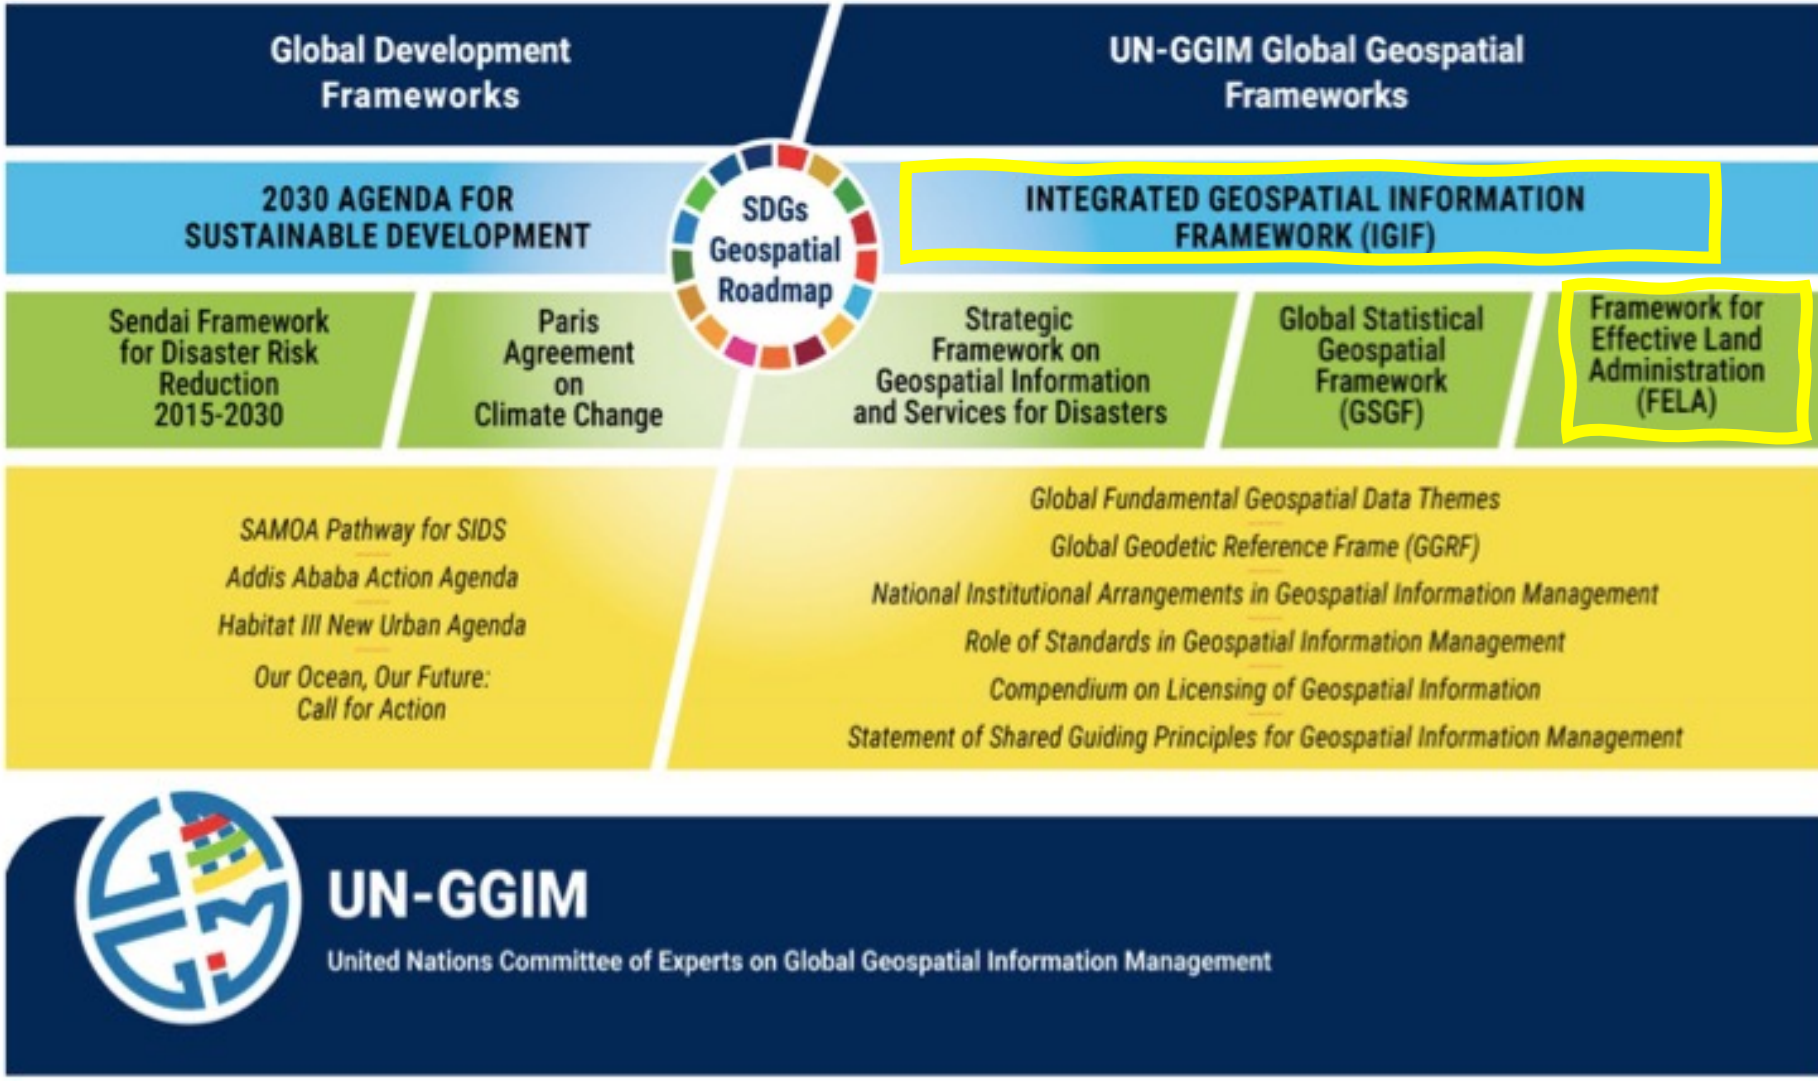 Global Development
Frameworks
UN-GGIM Global Geospatial
Frameworks
2030 AGENDA FOR
SUSTAINABLE DEVELOPMENT
SDGs
Geospatial
Roadmap
INTEGRATED GEOSPATIAL INFORMATION
FRAMEWORK (IGIF)
Sendai Framework
for Disaster Risk
Reduction
2015-2030
Paris
Agreement
on
Climate Change
Strategic
Framework on
Geospatial Information
and Services for Disasters
Global Statistical
Geospatial
Framework
(GSGF)
Framework for
Effective Land
Administration
(FELA)
SAMOA Pathway for SIDS
Addis Ababa Action Agenda
Habitat III New Urban Agenda
Our Ocean, Our Future:
Call for Action
Global Fundamental Geospatial Data Themes
Global Geodetic Reference Frame (GGRF)
National Institutional Arrangements in Geospatial Information Management
Role of Standards in Geospatial Information Management
Compendium on Licensing of Geospatial Information
Statement of Shared Guiding Principles for Geospatial Information Management
UN-GGIM
United Nations Committee of Experts on Global Geospatial Information Management